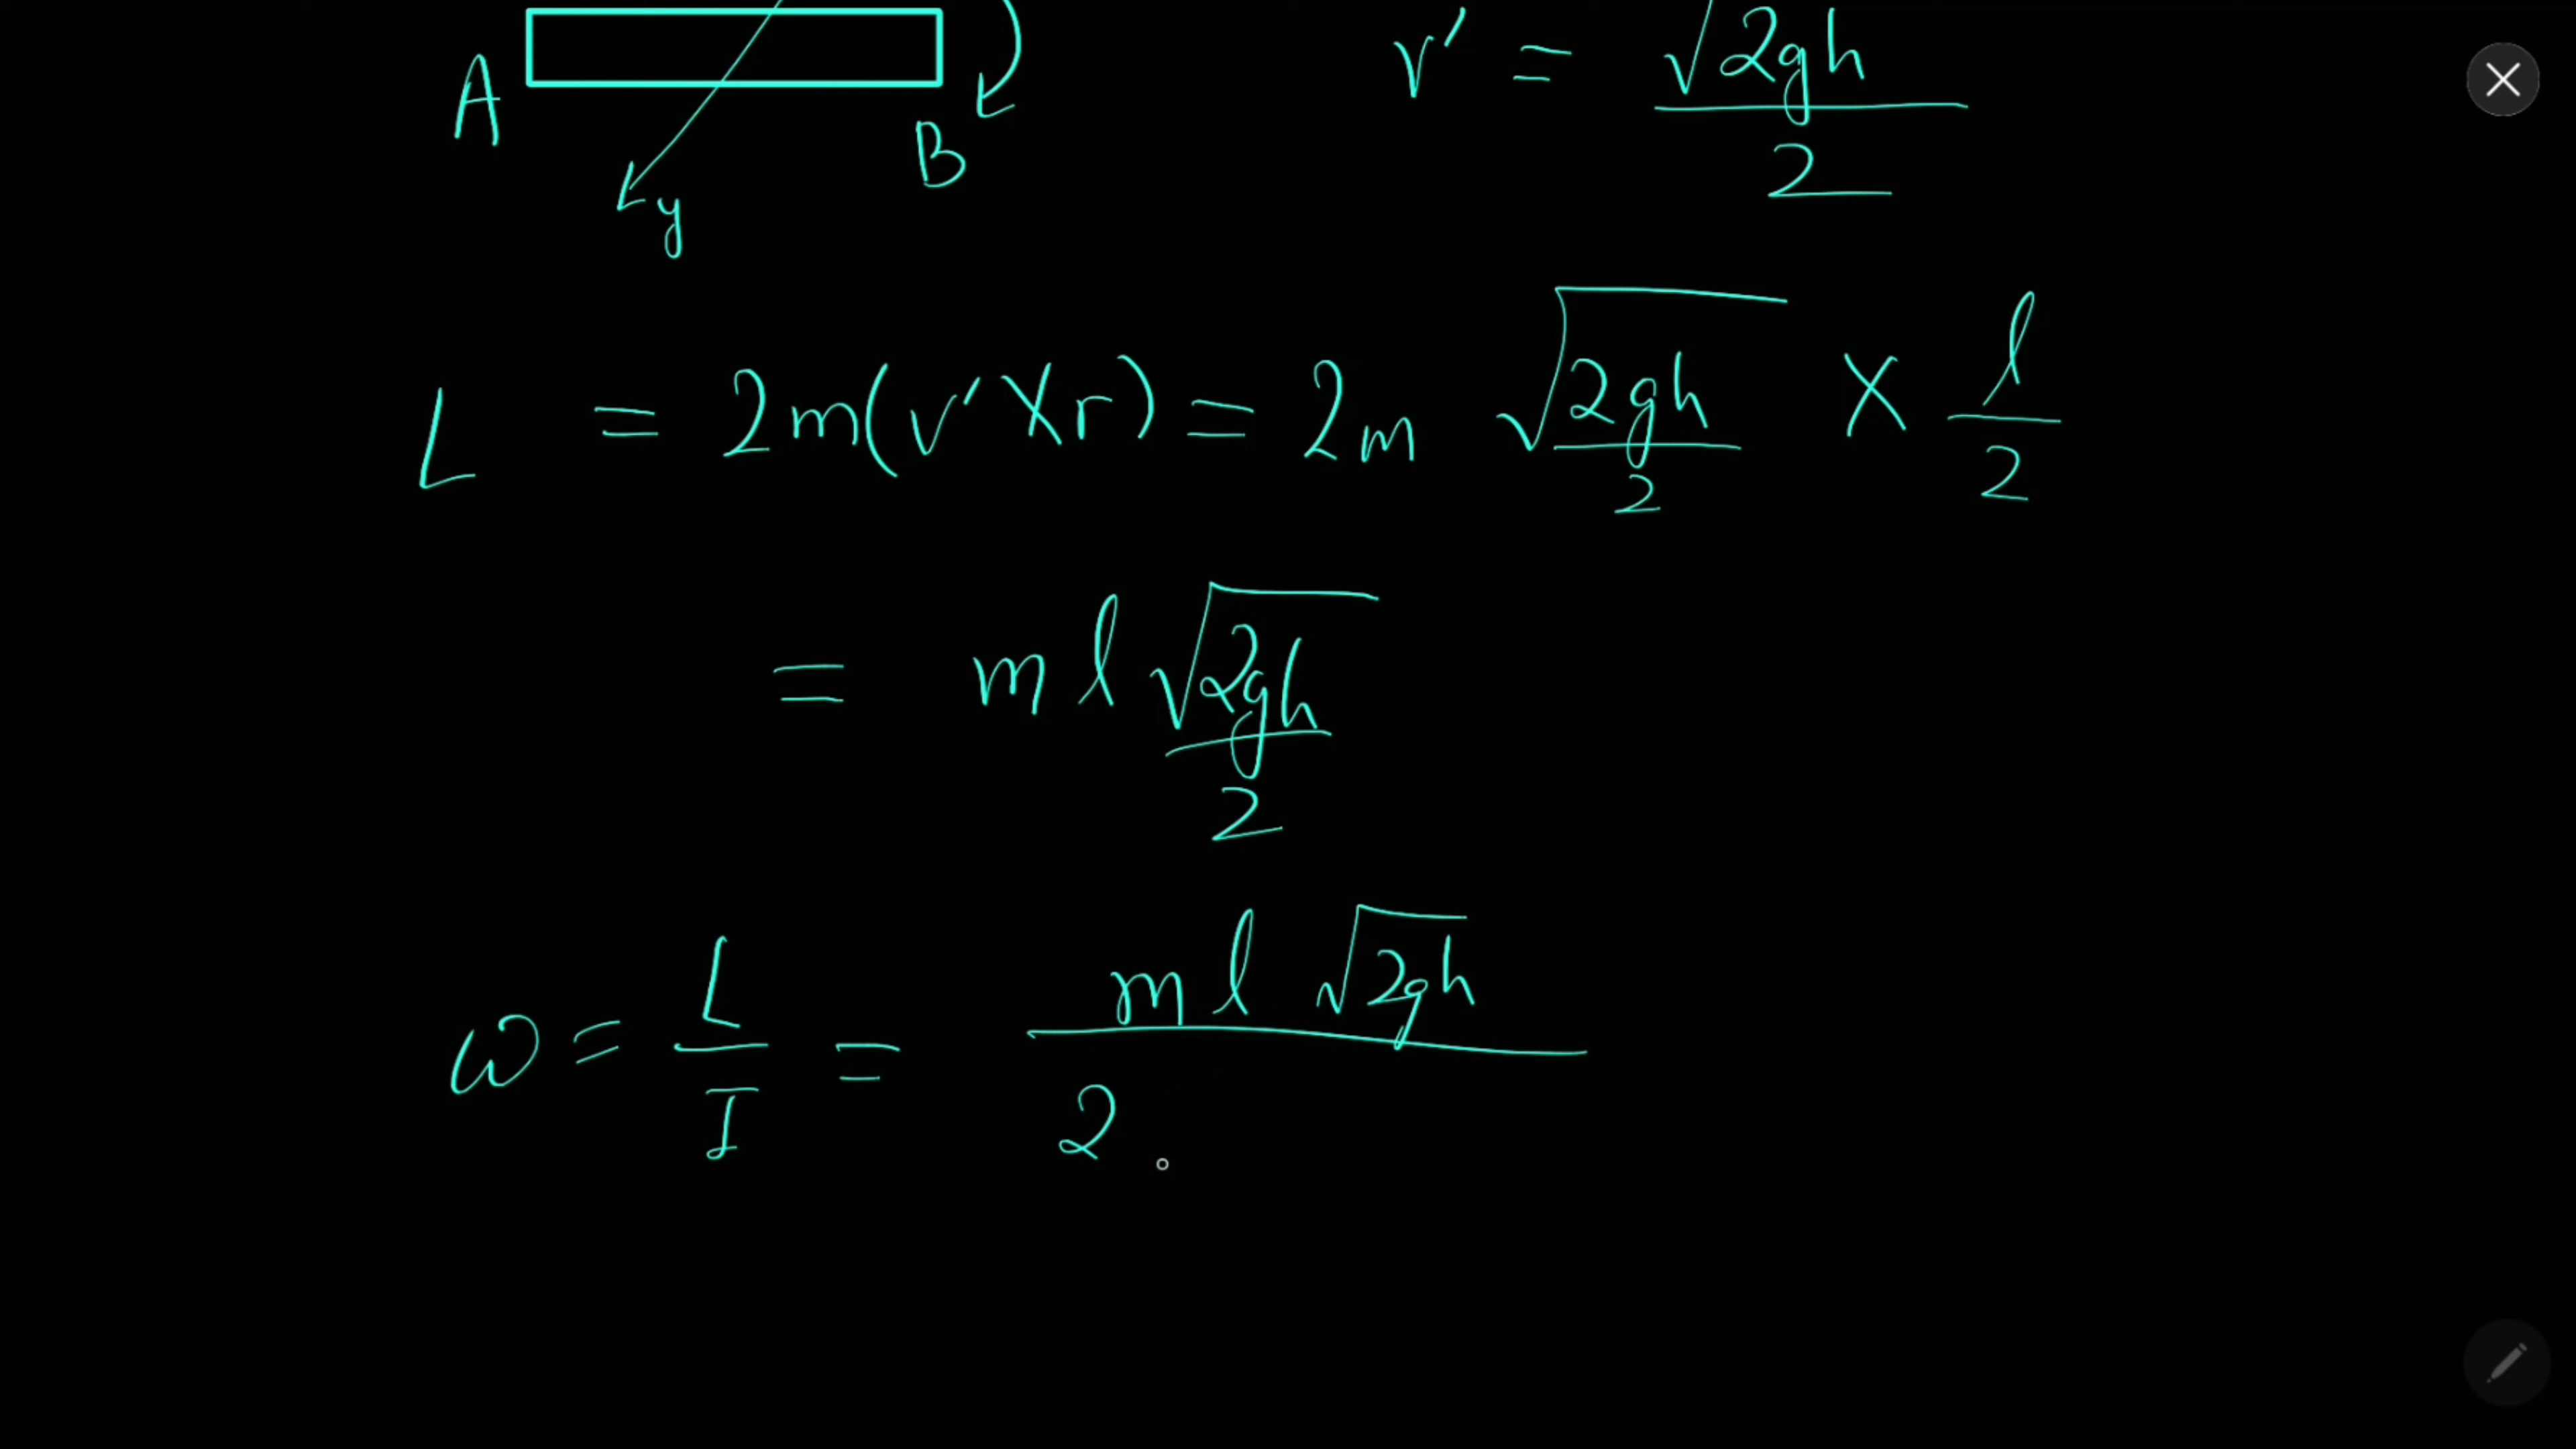 A
B
y
v' = √2gh / 2
L = 2m(v' X r) = 2m √2gh / 2 X l / 2
= m l √2gh / 2
ω = L / I = m l √2gh / 2